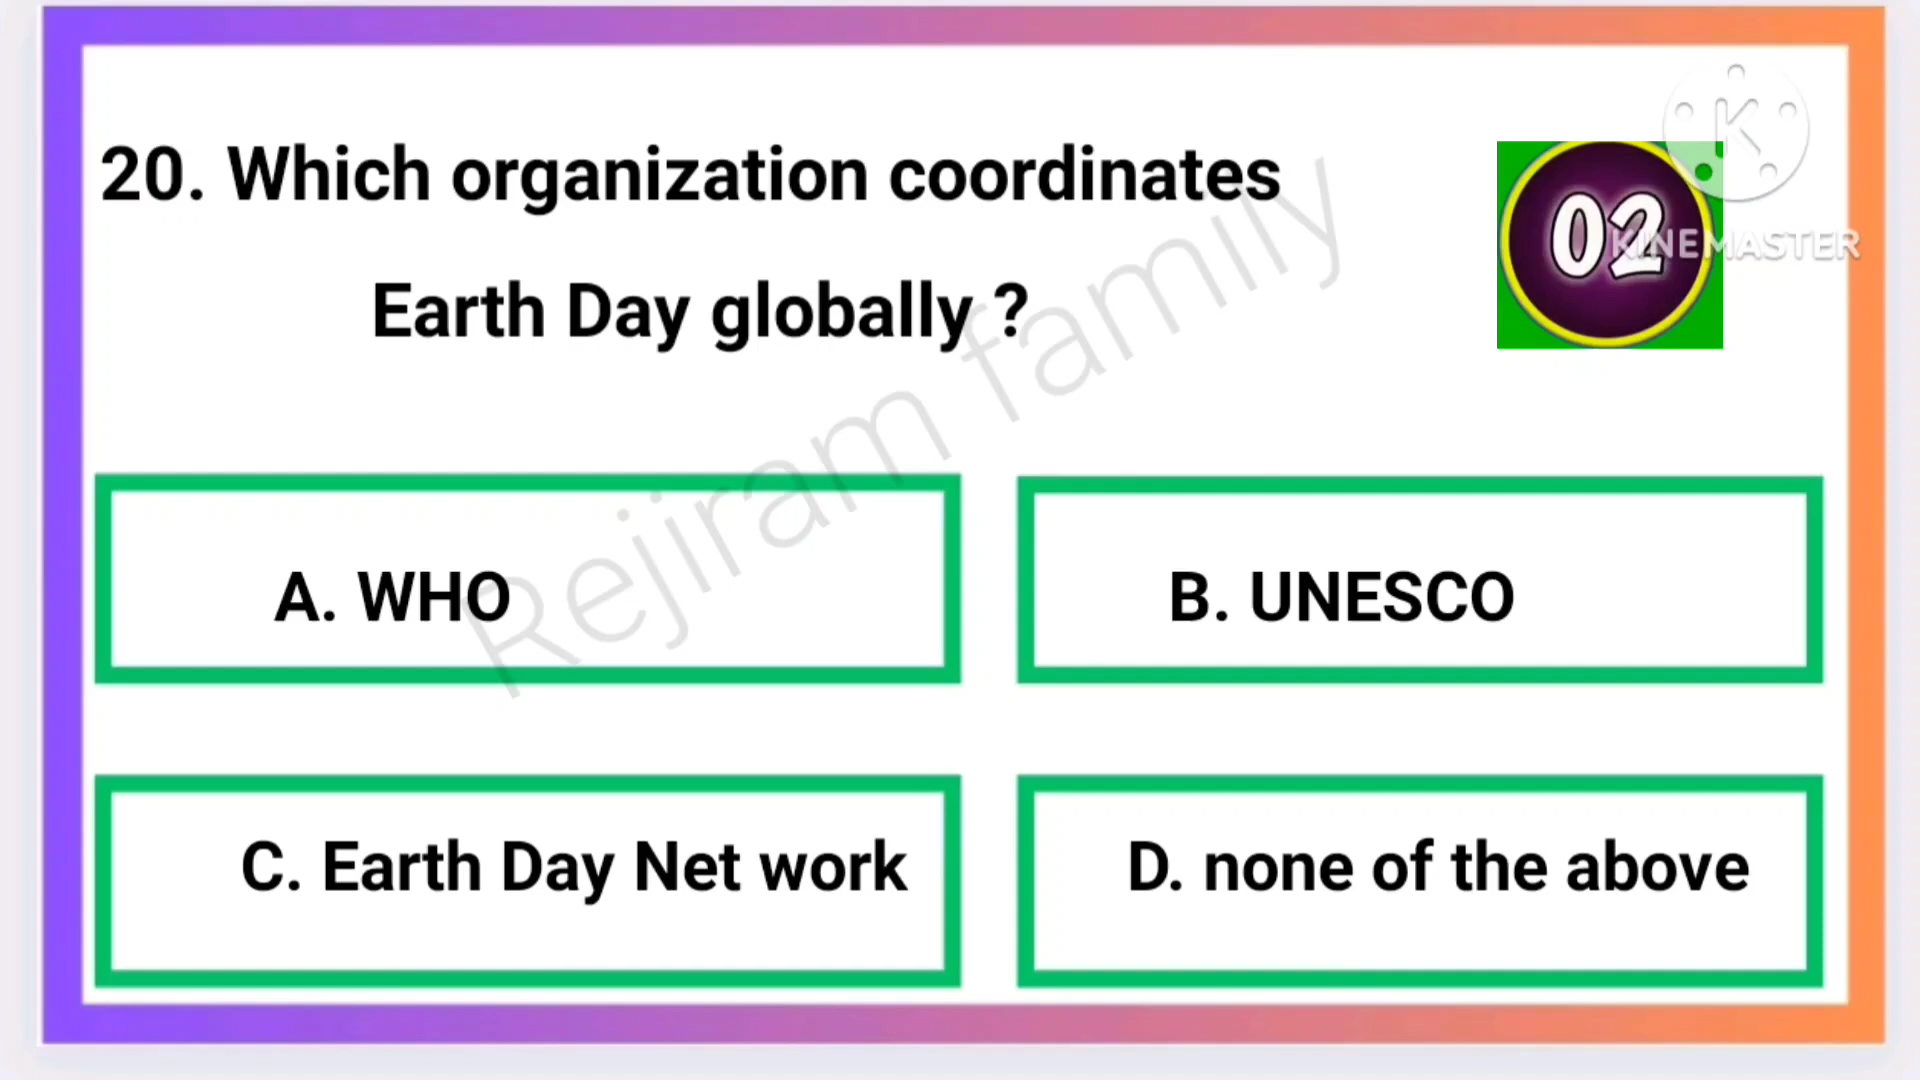 20. Which organization coordinates
Earth Day globally ?
02
KINEMASTER
Rejiram family
A. WHO
B. UNESCO
C. Earth Day Net work
D. none of the above